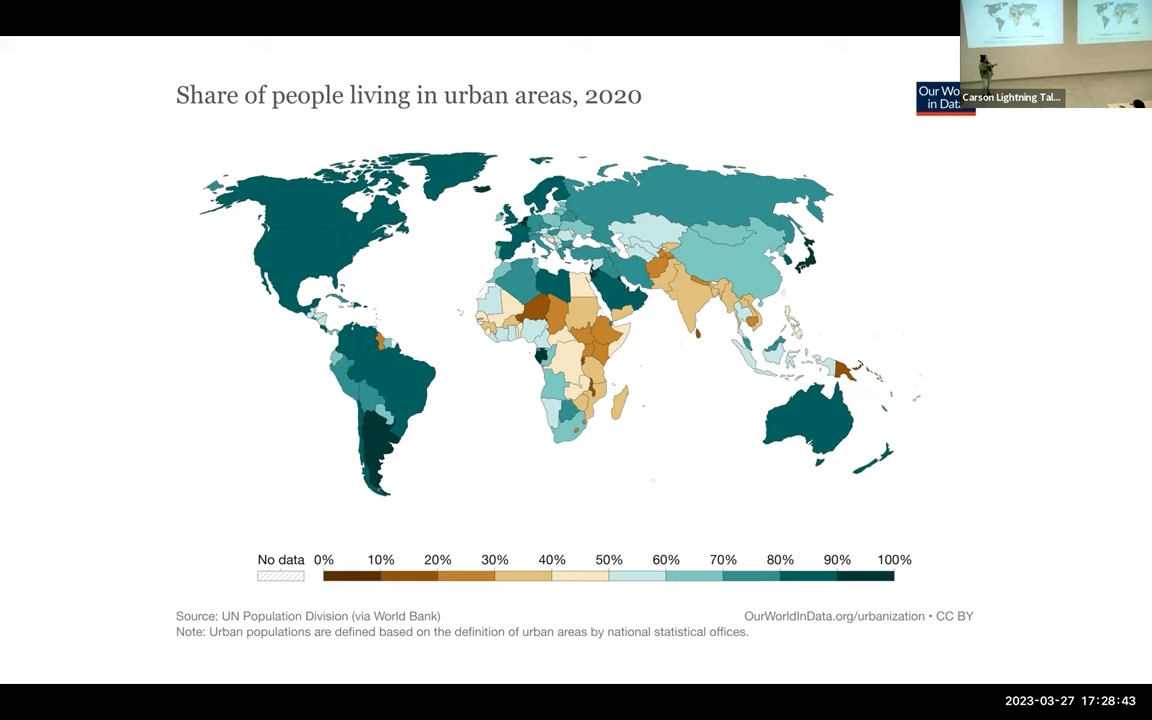 Share of people living in urban areas, 2020
Our Wo
in Data
Carson Lightning Tal...
No data 0% 10% 20% 30% 40% 50% 60% 70% 80% 90% 100%
Source: UN Population Division (via World Bank)
OurWorldInData.org/urbanization • CC BY
Note: Urban populations are defined based on the definition of urban areas by national statistical offices.
2023-03-27 17:28:43